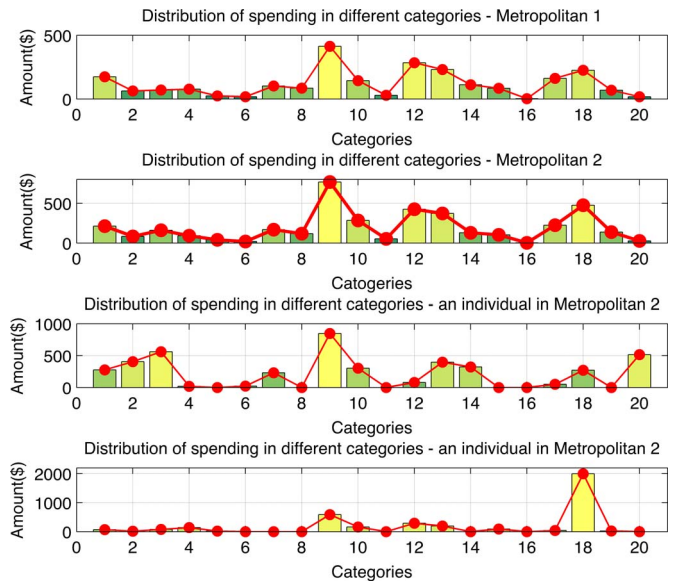 Distribution of spending in different categories - Metropolitan 1
500
0
Amount($)
0 2 4 6 8 10 12 14 16 18 20
Categories
Distribution of spending in different categories - Metropolitan 2
500
0
Amount($)
0 2 4 6 8 10 12 14 16 18 20
Catogeries
Distribution of spending in different categories - an individual in Metropolitan 2
1000
500
0
Amount($)
0 2 4 6 8 10 12 14 16 18 20
Categories
Distribution of spending in different categories - an individual in Metropolitan 2
2000
1000
0
Amount($)
0 2 4 6 8 10 12 14 16 18 20
Categories